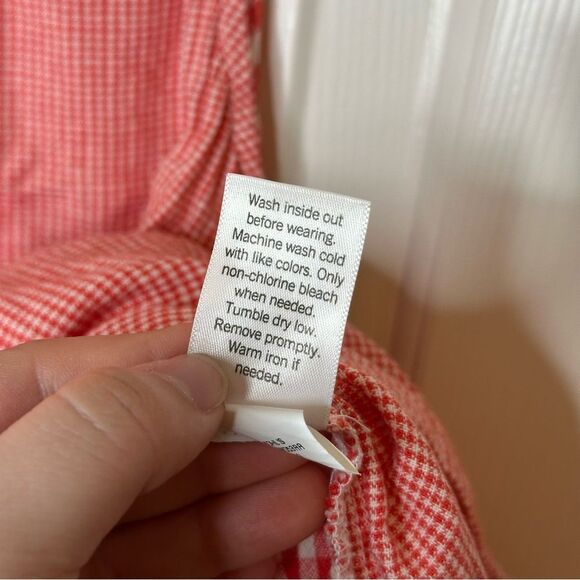 Wash inside out
before wearing.
Machine wash cold
with like colors. Only
non-chlorine bleach
when needed.
Tumble dry low.
Remove promptly.
Warm iron if
needed.